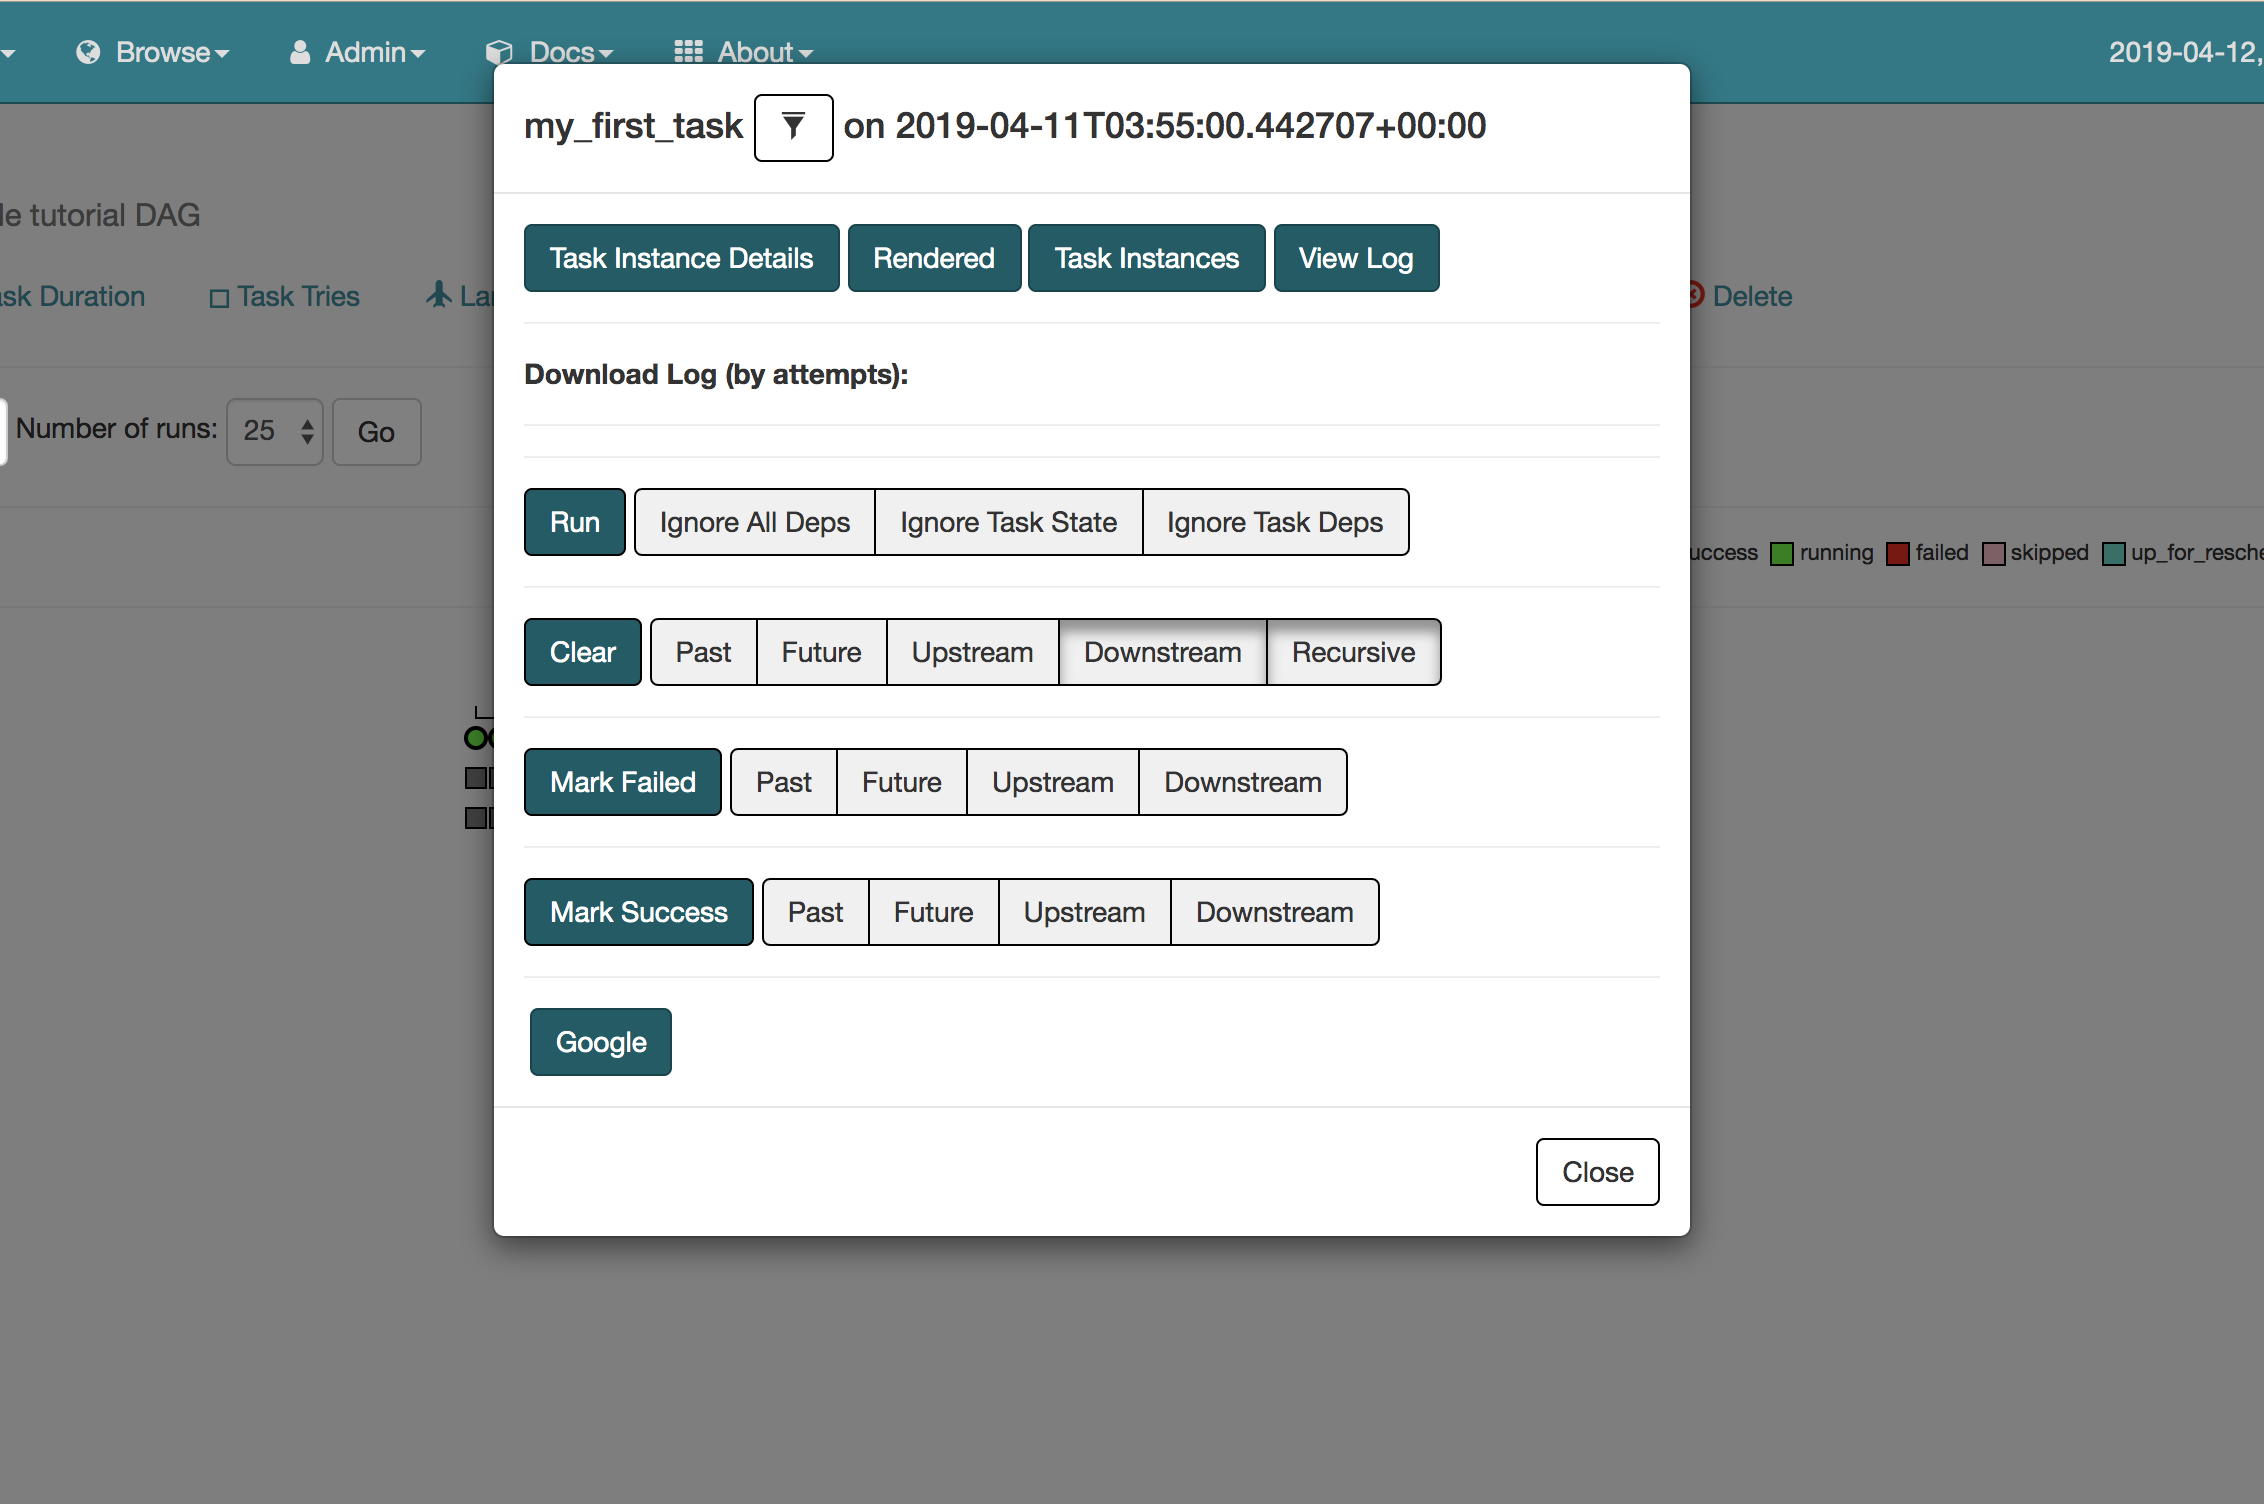 Browse Admin Docs About 2019-04-12,
my_first_task on 2019-04-11T03:55:00.442707+00:00
le tutorial DAG
Task Instance Details Rendered Task Instances View Log
sk Duration Task Tries La Delete
Download Log (by attempts):
Number of runs: 25 Go
Run Ignore All Deps Ignore Task State Ignore Task Deps
uccess running failed skipped up_for_resche
Clear Past Future Upstream Downstream Recursive
Mark Failed Past Future Upstream Downstream
Mark Success Past Future Upstream Downstream
Google
Close